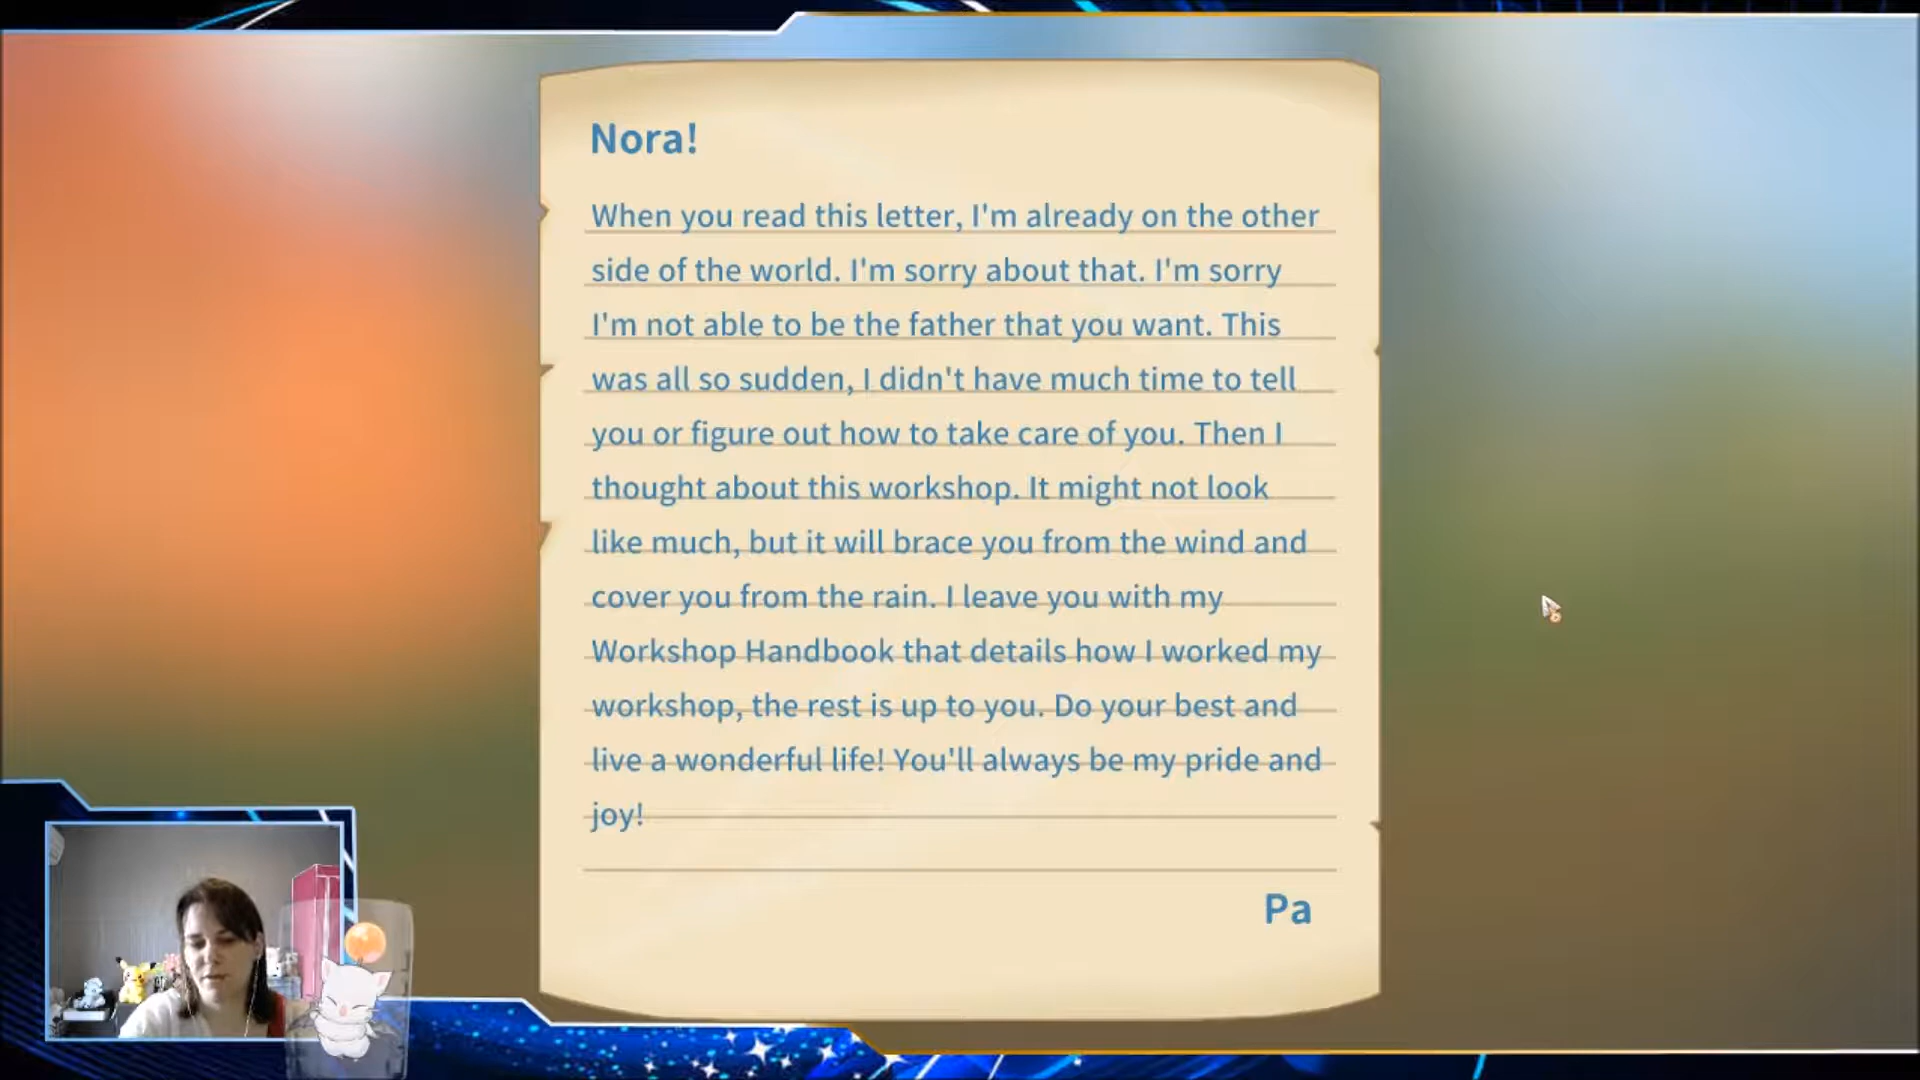 Nora!
When you read this letter, I'm already on the other
side of the world. I'm sorry about that. I'm sorry
I'm not able to be the father that you want. This
was all so sudden, I didn't have much time to tell
you or figure out how to take care of you. Then I
thought about this workshop. It might not look
like much, but it will brace you from the wind and
cover you from the rain. I leave you with my
Workshop Handbook that details how I worked my
workshop, the rest is up to you. Do your best and
live a wonderful life! You'll always be my pride and
joy!
Pa